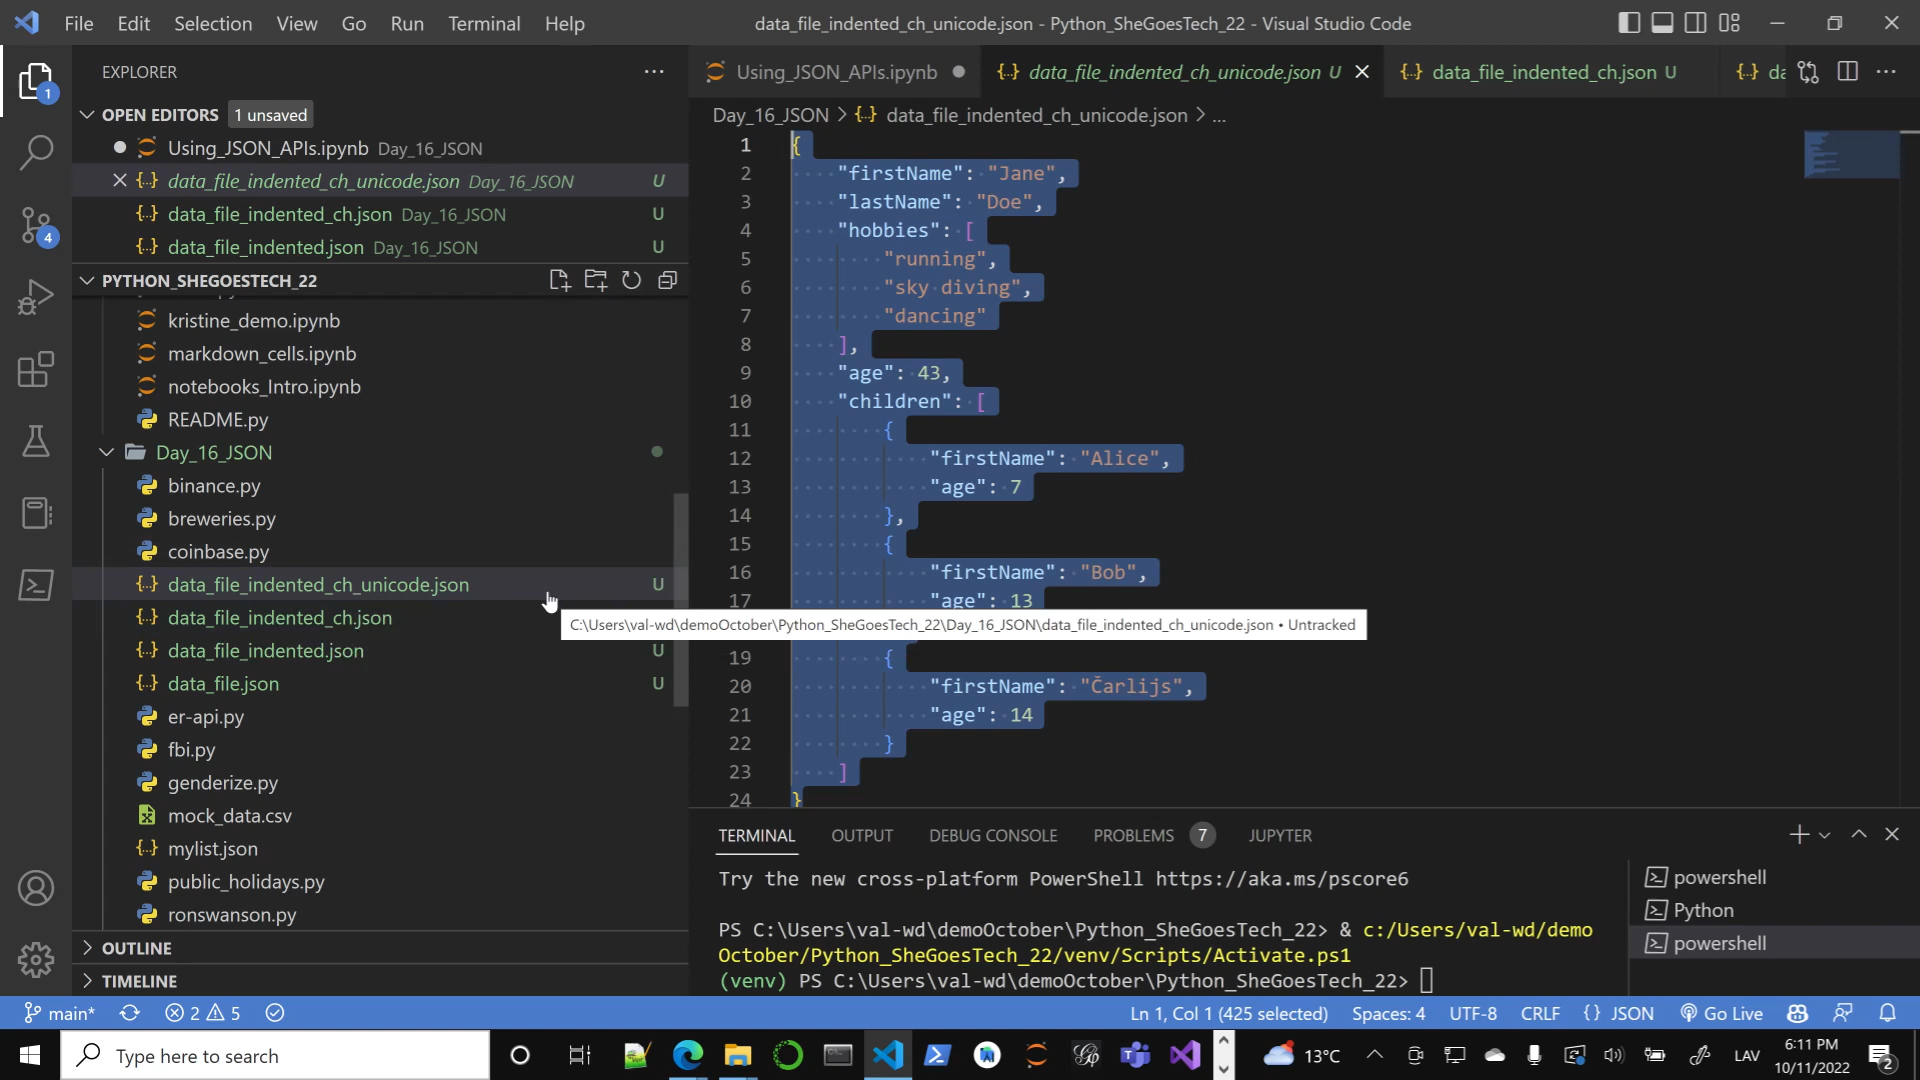 File Edit Selection View Go Run Terminal Help
data_file_indented_ch_unicode.json - Python_SheGoesTech_22 - Visual Studio Code
EXPLORER
OPEN EDITORS 1 unsaved
Using_JSON_APIs.ipynb Day_16_JSON
data_file_indented_ch_unicode.json Day_16_JSON U
data_file_indented_ch.json Day_16_JSON U
data_file_indented.json Day_16_JSON U
PYTHON_SHEGOESTECH_22
kristine_demo.ipynb
markdown_cells.ipynb
notebooks_Intro.ipynb
README.py
Day_16_JSON
binance.py
breweries.py
coinbase.py
data_file_indented_ch_unicode.json U
data_file_indented_ch.json
data_file_indented.json U
data_file.json U
er-api.py
fbi.py
genderize.py
mock_data.csv
mylist.json
public_holidays.py
ronswanson.py
OUTLINE
TIMELINE
1
4
Using_JSON_APIs.ipynb
data_file_indented_ch_unicode.json U
data_file_indented_ch.json U
da
Day_16_JSON > {..} data_file_indented_ch_unicode.json > ...
1 {
2 "firstName": "Jane",
3 "lastName": "Doe",
4 "hobbies": [
5 "running",
6 "sky diving",
7 "dancing"
8 ],
9 "age": 43,
10 "children": [
11 {
12 "firstName": "Alice",
13 "age": 7
14 },
15 {
16 "firstName": "Bob",
17 "age": 13
C:\Users\val-wd\demoOctober\Python_SheGoesTech_22\Day_16_JSON\data_file_indented_ch_unicode.json • Untracked
19 {
20 "firstName": "Čarlijs",
21 "age": 14
22 }
23 ]
24 }
TERMINAL OUTPUT DEBUG CONSOLE PROBLEMS 7 JUPYTER
Try the new cross-platform PowerShell https://aka.ms/pscore6
PS C:\Users\val-wd\demoOctober\Python_SheGoesTech_22> & c:/Users/val-wd/demo
October/Python_SheGoesTech_22/venv/Scripts/Activate.ps1
(venv) PS C:\Users\val-wd\demoOctober\Python_SheGoesTech_22>
powershell
Python
powershell
main* 2 5
Ln 1, Col 1 (425 selected) Spaces: 4 UTF-8 CRLF {} JSON Go Live
Type here to search
13°C
LAV
6:11 PM
10/11/2022
2